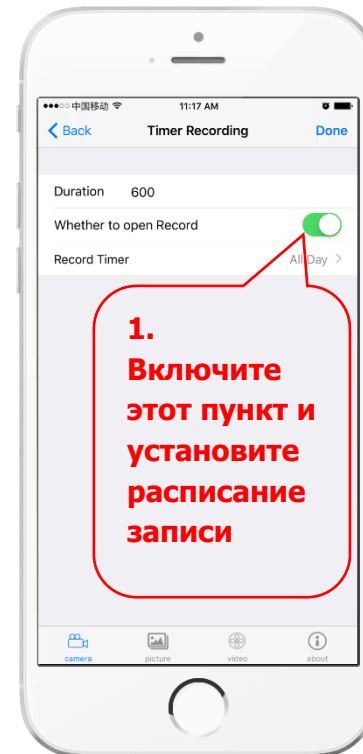 中国移动 11:17 AM
Back Timer Recording Done
Duration 600
Whether to open Record
Record Timer All Day
1.
Включите
этот пункт и
установите
расписание
записи
camera picture video about